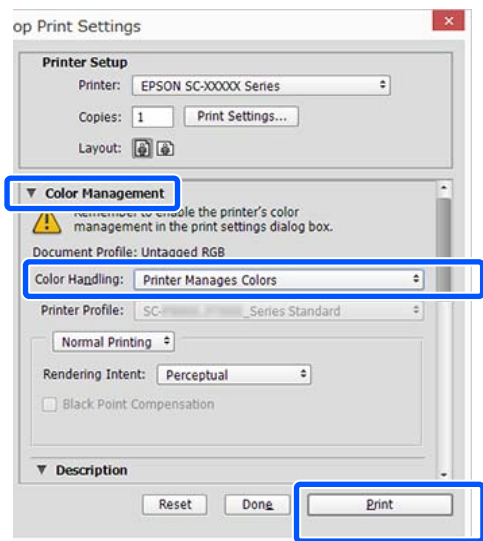 op Print Settings
Printer Setup
Printer: EPSON SC-XXXXX Series
Copies: 1 Print Settings...
Layout:
Color Management
Remember to enable the printer's color
management in the print settings dialog box.
Document Profile: Untagged RGB
Color Handling: Printer Manages Colors
Printer Profile: SC- _Series Standard
Normal Printing
Rendering Intent: Perceptual
Black Point Compensation
Description
Reset Done Print